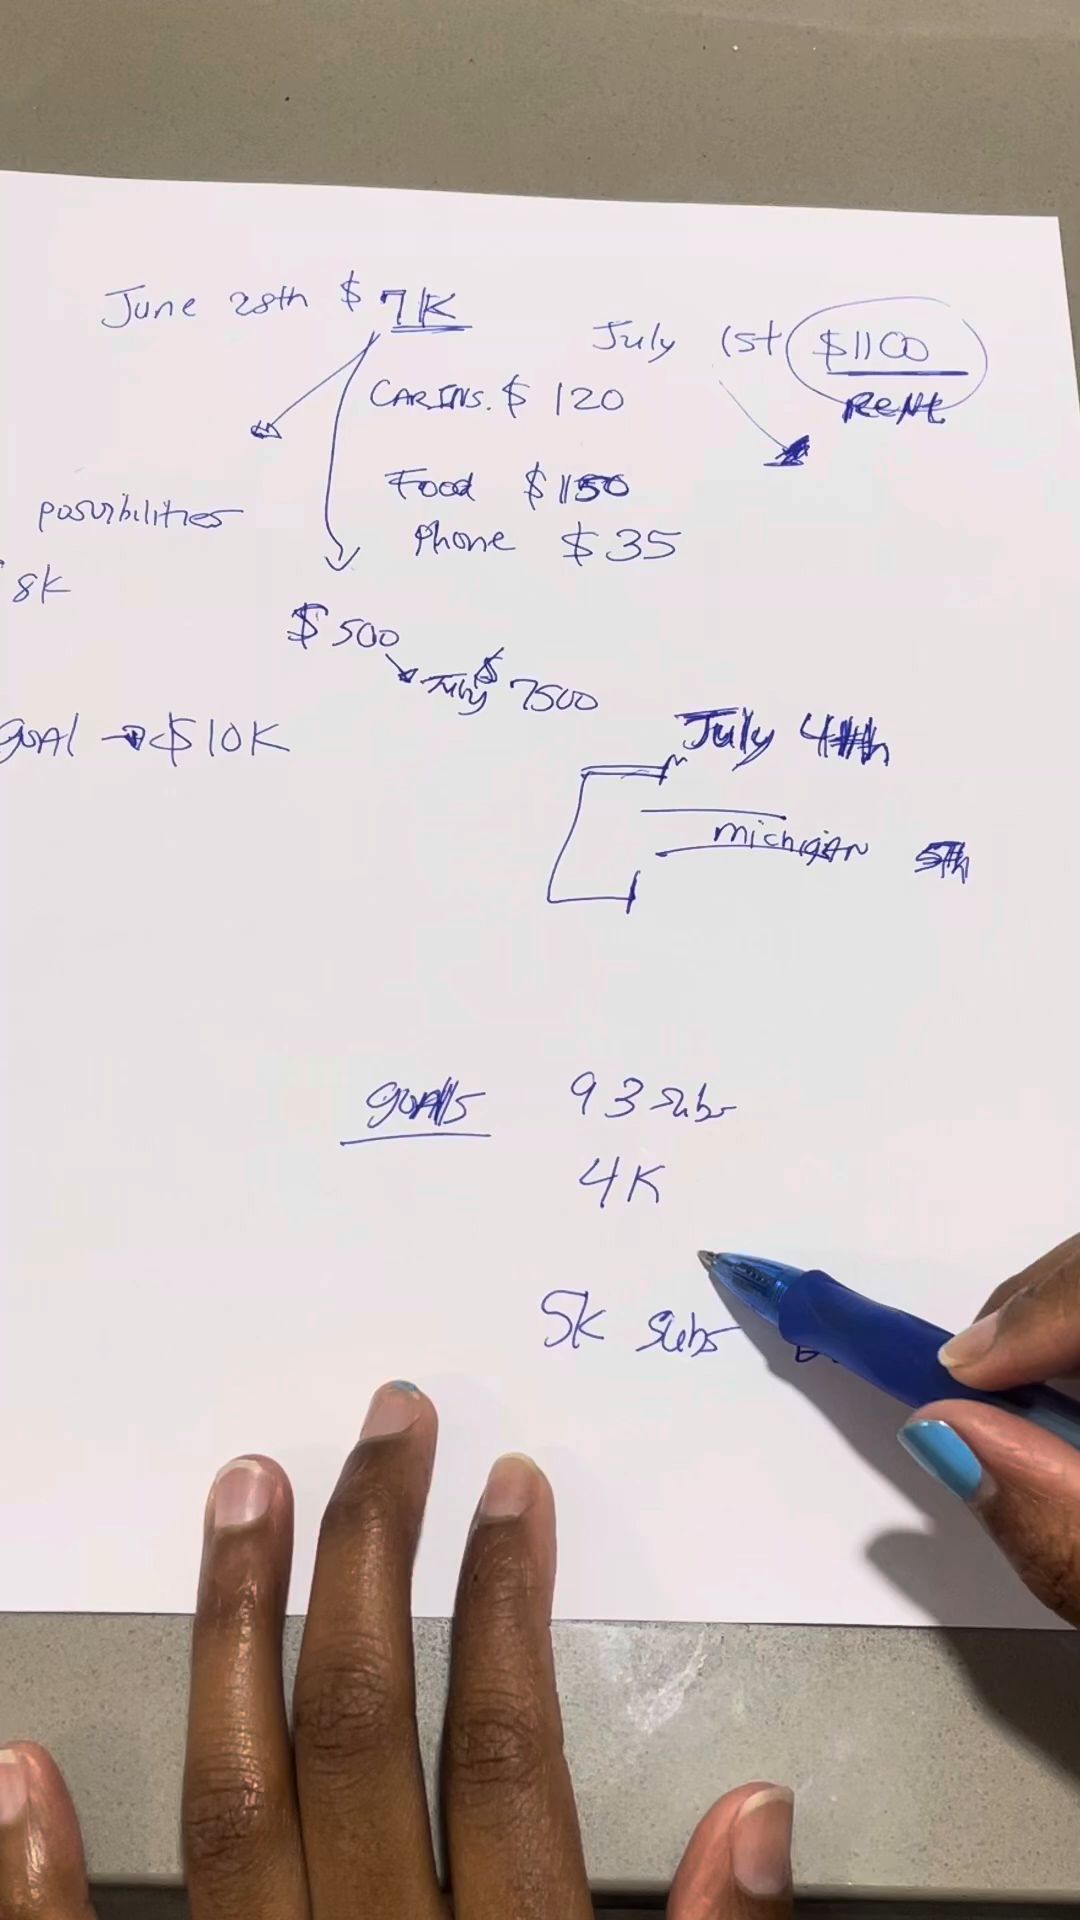 June 28th $ 7K
July 1st $1100
RENt
CAR INS. $ 120
Food $ 150
Phone $ 35
possibilities
8K
$ 500
July $ 7500
goal → $10K
July 4th
michigan 5th
goals 93 subs
4K
5K subs